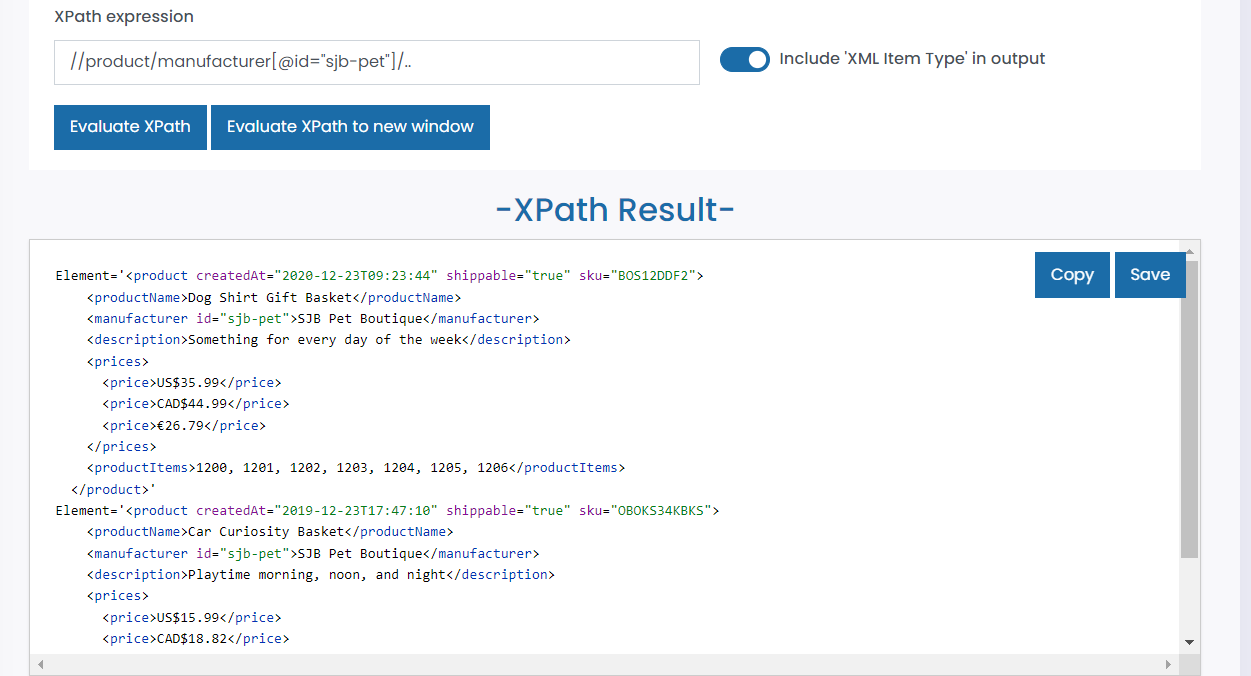 XPath expression
//product/manufacturer[@id="sjb-pet"]/..
Include 'XML Item Type' in output
Evaluate XPath
Evaluate XPath to new window
-XPath Result-
Copy
Save
Element='<product createdAt="2020-12-23T09:23:44" shippable="true" sku="BOS12DDF2">
<productName>Dog Shirt Gift Basket</productName>
<manufacturer id="sjb-pet">SJB Pet Boutique</manufacturer>
<description>Something for every day of the week</description>
<prices>
<price>US$35.99</price>
<price>CAD$44.99</price>
<price>€26.79</price>
</prices>
<productItems>1200, 1201, 1202, 1203, 1204, 1205, 1206</productItems>
</product>'
Element='<product createdAt="2019-12-23T17:47:10" shippable="true" sku="OBOKS34KBKS">
<productName>Car Curiosity Basket</productName>
<manufacturer id="sjb-pet">SJB Pet Boutique</manufacturer>
<description>Playtime morning, noon, and night</description>
<prices>
<price>US$15.99</price>
<price>CAD$18.82</price>